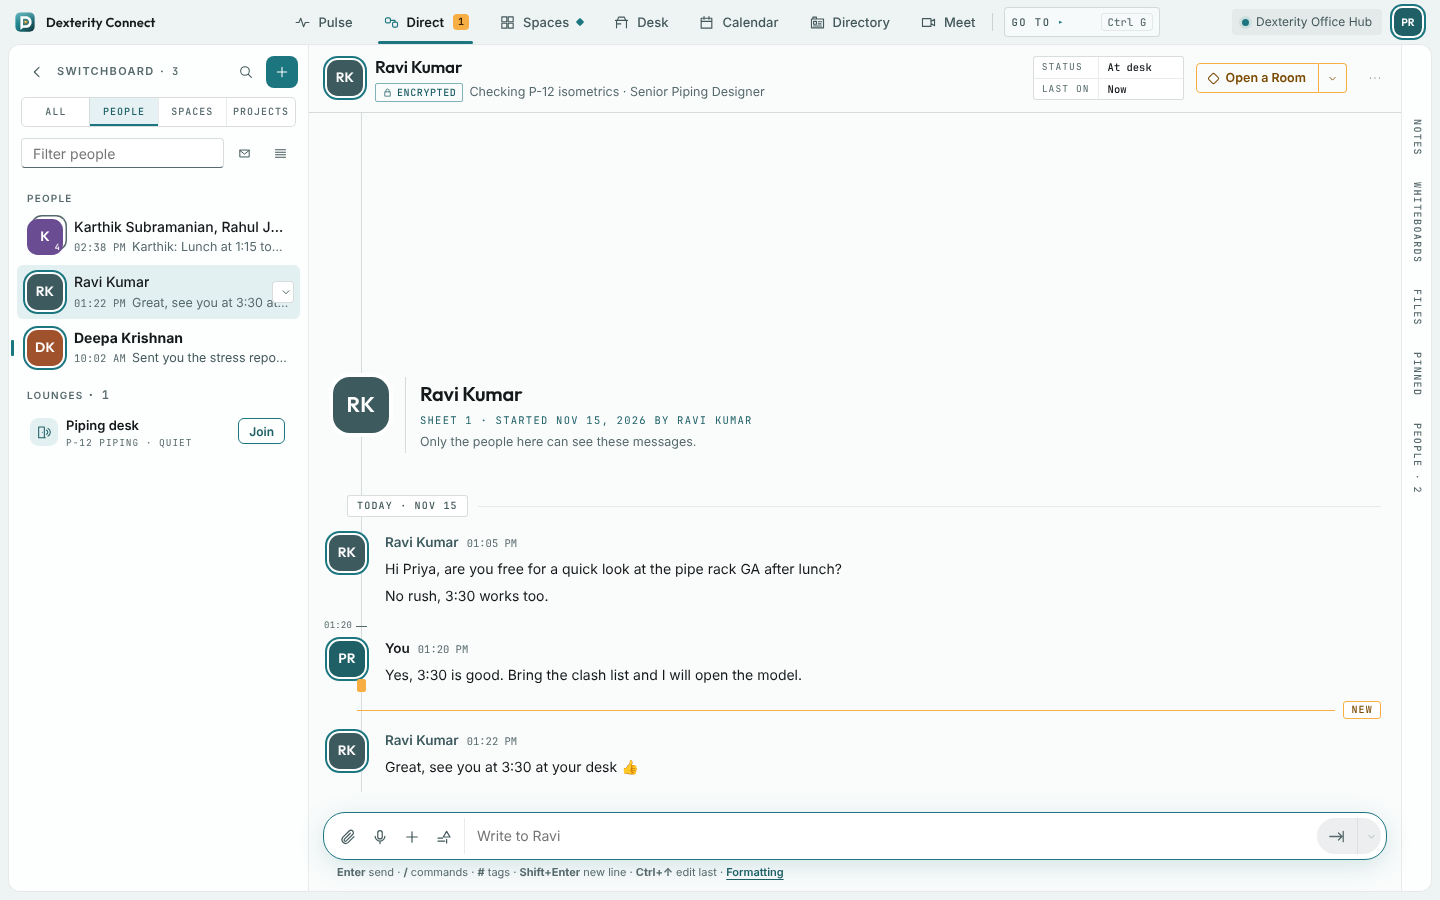 Dexterity Connect
Pulse
Direct 1
Spaces
Desk
Calendar
Directory
Meet
GO TO
Ctrl G
Dexterity Office Hub
PR
SWITCHBOARD · 3
ALL
PEOPLE
SPACES
PROJECTS
Filter people
PEOPLE
K 4
Karthik Subramanian, Rahul J...
02:38 PM Karthik: Lunch at 1:15 to...
RK
Ravi Kumar
01:22 PM Great, see you at 3:30 at...
DK
Deepa Krishnan
10:02 AM Sent you the stress repo...
LOUNGES · 1
Piping desk
P-12 PIPING · QUIET
Join
RK
Ravi Kumar
ENCRYPTED
Checking P-12 isometrics · Senior Piping Designer
STATUS At desk
LAST ON Now
Open a Room
RK
Ravi Kumar
SHEET 1 · STARTED NOV 15, 2026 BY RAVI KUMAR
Only the people here can see these messages.
TODAY · NOV 15
RK
Ravi Kumar 01:05 PM
Hi Priya, are you free for a quick look at the pipe rack GA after lunch?
No rush, 3:30 works too.
01:20
PR
You 01:20 PM
Yes, 3:30 is good. Bring the clash list and I will open the model.
NEW
RK
Ravi Kumar 01:22 PM
Great, see you at 3:30 at your desk 👍
Write to Ravi
Enter send · / commands · # tags · Shift+Enter new line · Ctrl+↑ edit last · Formatting
NOTES
WHITEBOARDS
FILES
PINNED
PEOPLE · 2